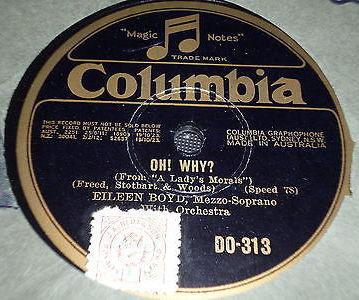 "Magic Notes"
TRADE MARK
Columbia
THIS RECORD MUST NOT BE SOLD BELOW
PRICE FIXED BY PATENTEES. PATENTS
COLUMBIA GRAPHOPHONE
(AUST) LTD. SYDNEY, N.S.W.
MADE IN AUSTRALIA
OH! WHY?
(From "A Lady's Morals")
(Freed, Stothart & Woods) (Speed 78)
EILEEN BOYD, Mezzo-Soprano
With Orchestra
DO-313